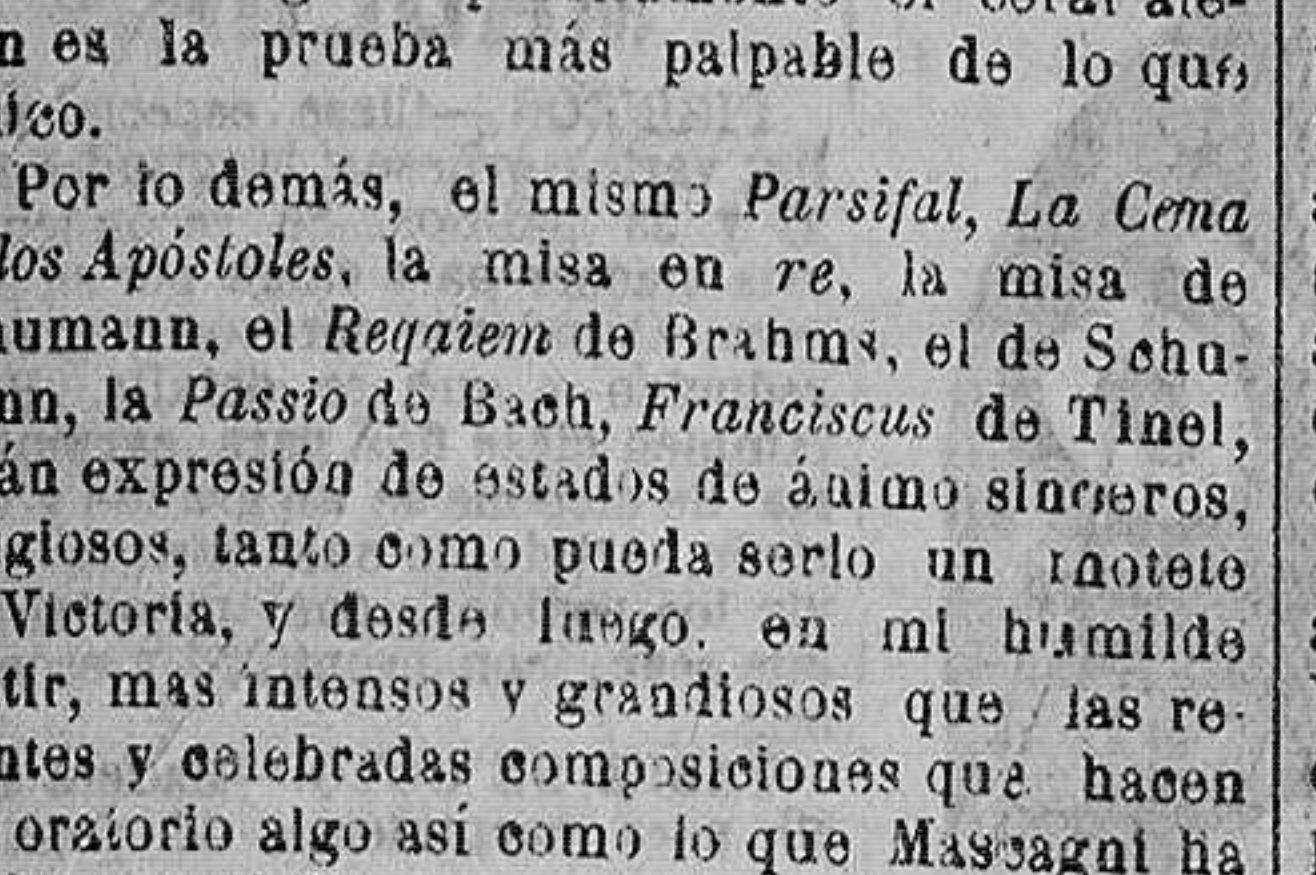 n es la prueba más palpable de lo que
ico.
Por lo demás, el mismo Parsifal, La Cena
los Apóstoles, la misa en re, la misa de
umann, el Reqaiem de Brahms, el de Schu-
nn, la Passio de Bach, Franciscus de Tinel,
án expresión de estados de ánimo sinceros,
giosos, tanto como pueda serlo un motete
Victoria, y desde luego, en mi humilde
tir, mas intensos y grandiosos que las re-
ntes y celebradas composiciones que hacen
oratorio algo así como lo que Massagni ha